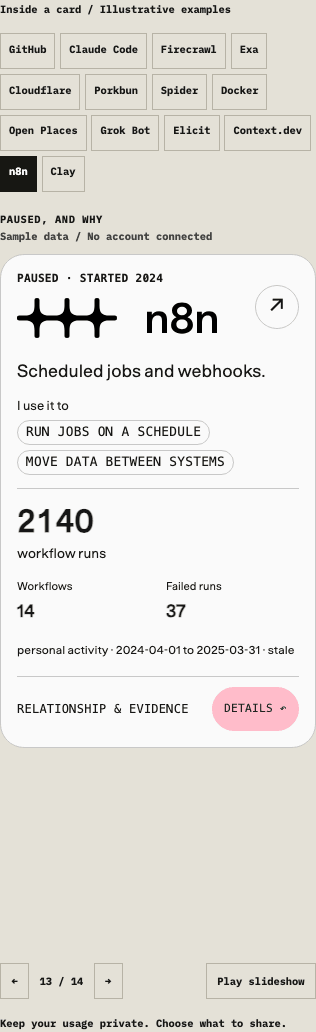 Inside a card / Illustrative examples
GitHub Claude Code Firecrawl Exa
Cloudflare Porkbun Spider Docker
Open Places Grok Bot Elicit Context.dev
n8n Clay
PAUSED, AND WHY
Sample data / No account connected
PAUSED · STARTED 2024
n8n ↗
Scheduled jobs and webhooks.
I use it to
RUN JOBS ON A SCHEDULE
MOVE DATA BETWEEN SYSTEMS
2140
workflow runs
Workflows Failed runs
14 37
personal activity · 2024-04-01 to 2025-03-31 · stale
RELATIONSHIP & EVIDENCE DETAILS ↶
← 13 / 14 → Play slideshow
Keep your usage private. Choose what to share.